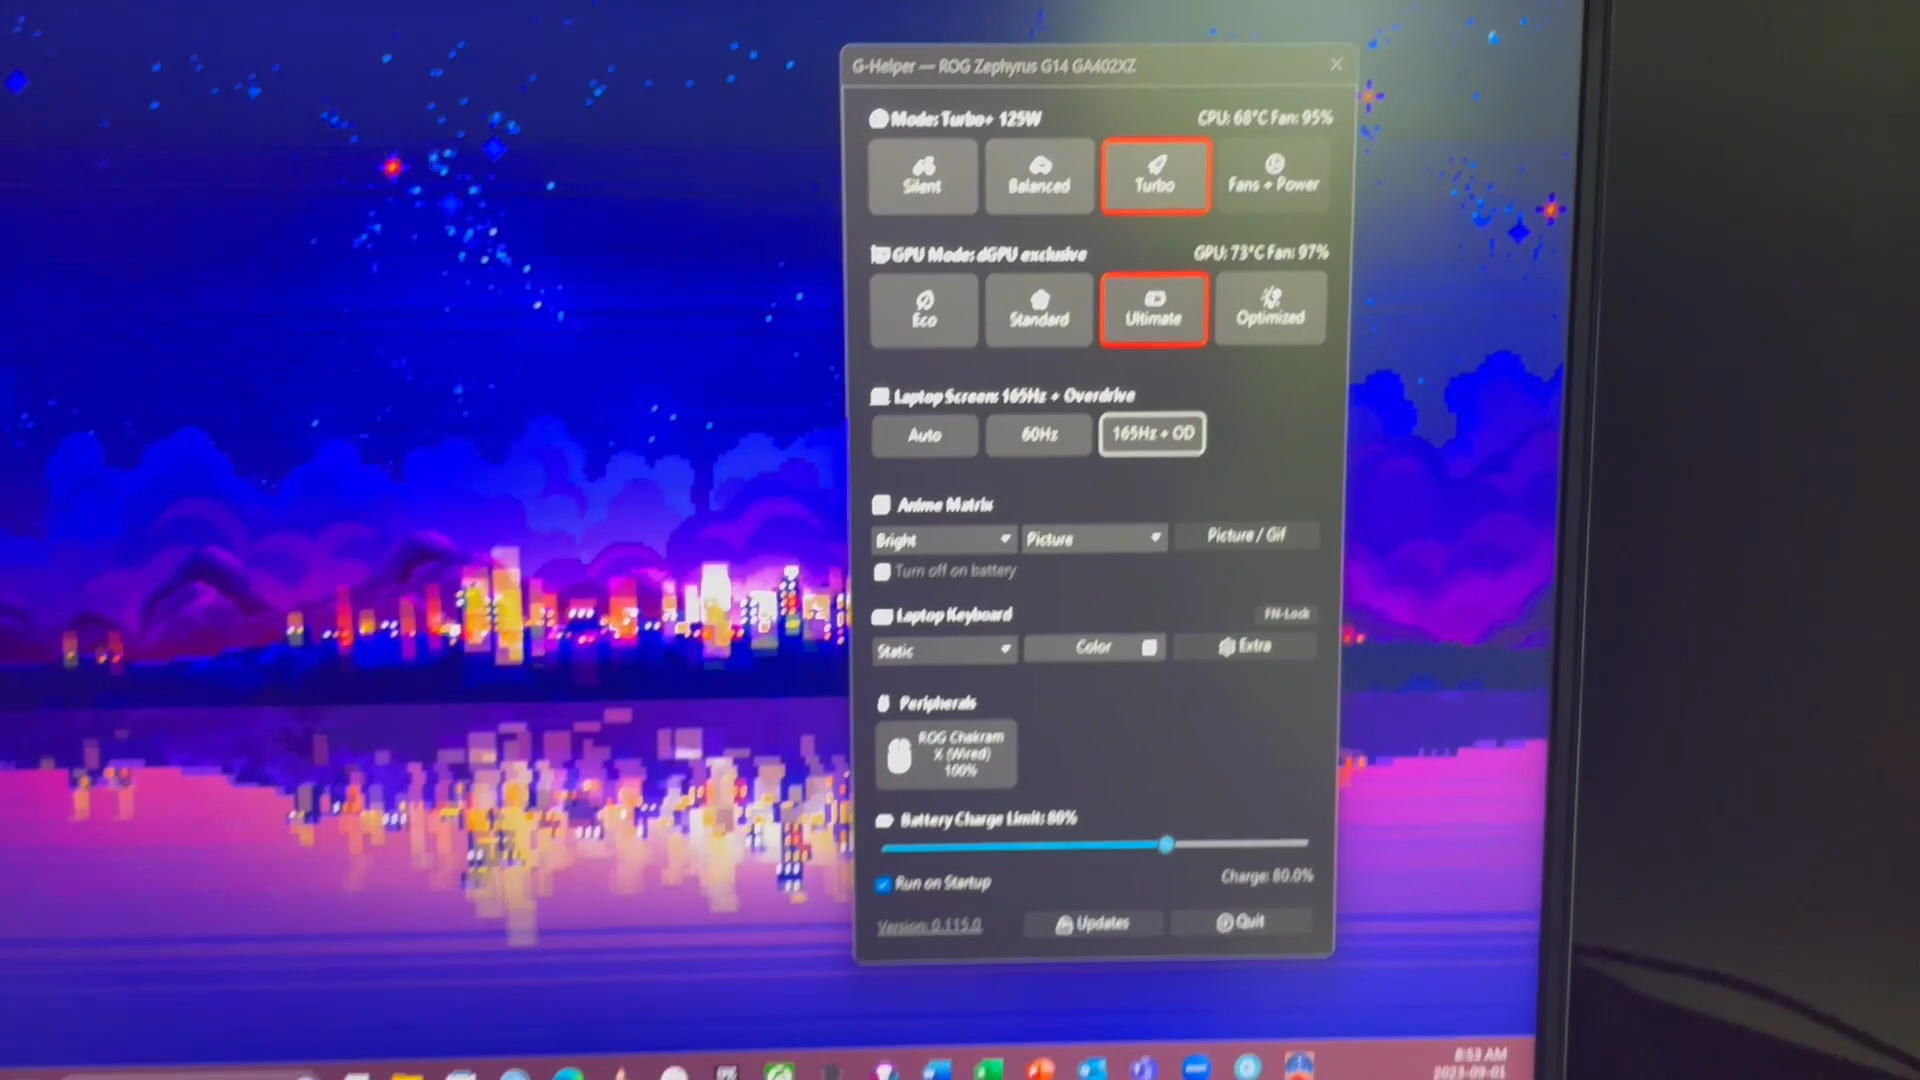 G-Helper — ROG Zephyrus G14 GA402XZ
Mode: Turbo+ 125W
CPU: 68°C Fan: 95%
Silent
Balanced
Turbo
Fans + Power
GPU Mode: dGPU exclusive
GPU: 73°C Fan: 97%
Eco
Standard
Ultimate
Optimized
Laptop Screen: 165Hz + Overdrive
Auto
60Hz
165Hz + OD
Anime Matrix
Bright
Picture
Picture / Gif
Turn off on battery
Laptop Keyboard
FN-Lock
Static
Color
Extra
Peripherals
ROG Chakram
X (Wired)
100%
Battery Charge Limit: 80%
Run on Startup
Charge: 80.0%
Version: 0.115.0
Updates
Quit
8:53 AM
2023-09-01